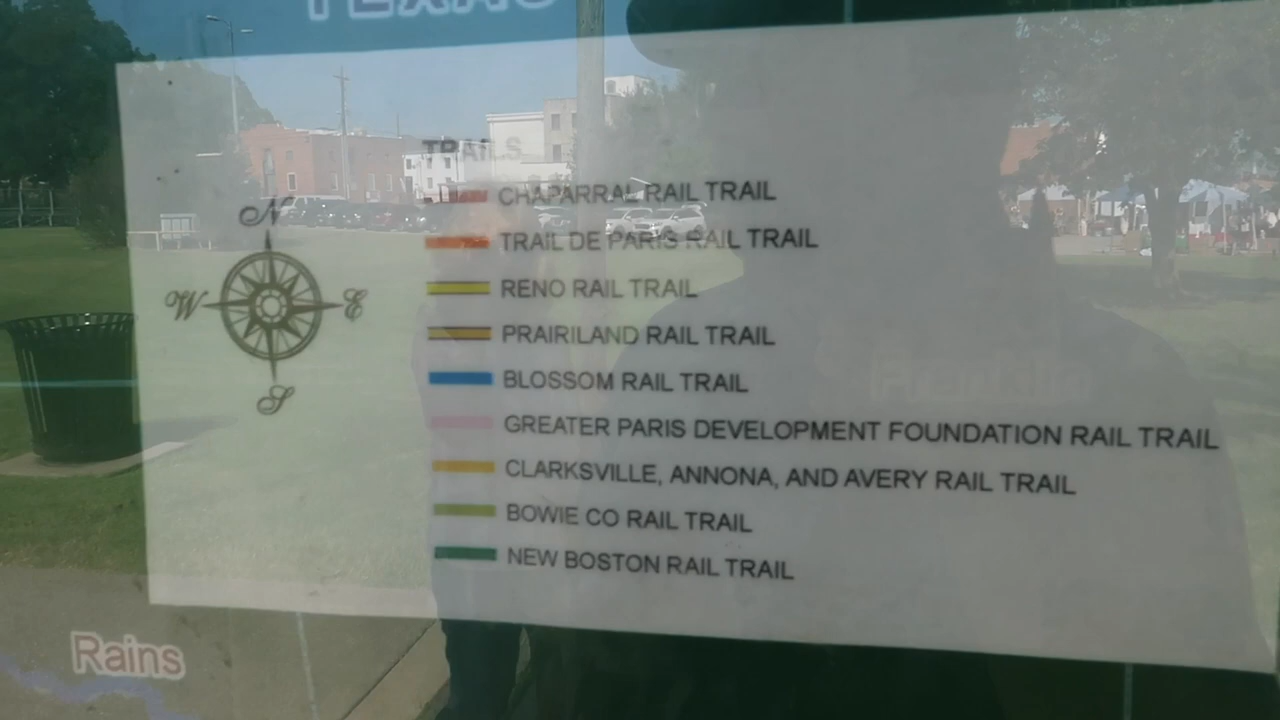 TEXAS
TRAILS
N
CHAPARRAL RAIL TRAIL
TRAIL DE PARIS RAIL TRAIL
RENO RAIL TRAIL
W E
PRAIRILAND RAIL TRAIL
BLOSSOM RAIL TRAIL
S
GREATER PARIS DEVELOPMENT FOUNDATION RAIL TRAIL
CLARKSVILLE, ANNONA, AND AVERY RAIL TRAIL
BOWIE CO RAIL TRAIL
NEW BOSTON RAIL TRAIL
Rains